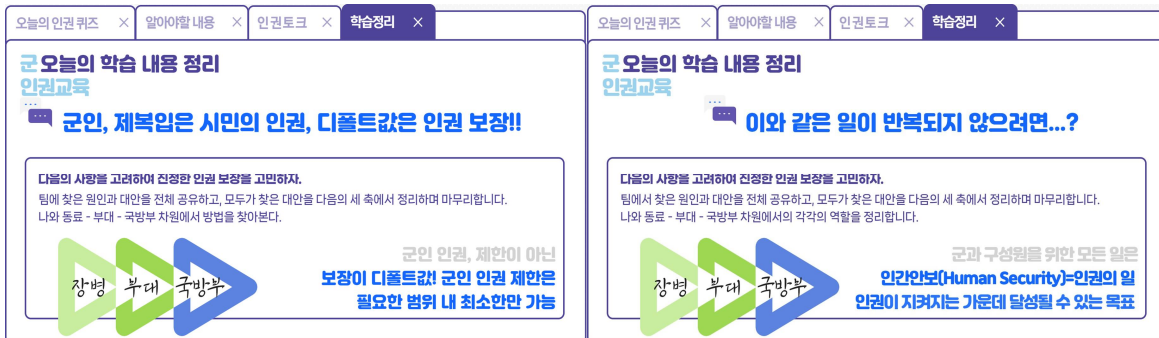 오늘의 인권 퀴즈 × 알아야할 내용 × 인권토크 × 학습정리 ×
군 오늘의 학습 내용 정리
인권교육
군인, 제복입은 시민의 인권, 디폴트값은 인권 보장!!
다음의 사항을 고려하여 진정한 인권 보장을 고민하자.
팀에 찾은 원인과 대안을 전체 공유하고, 모두가 찾은 대안을 다음의 세 축에서 정리하며 마무리합니다.
나와 동료 - 부대 - 국방부 차원에서 방법을 찾아본다.
장병 부대 국방부
군인 인권, 제한이 아닌
보장이 디폴트값! 군인 인권 제한은
필요한 범위 내 최소한만 가능
오늘의 인권 퀴즈 × 알아야할 내용 × 인권토크 × 학습정리 ×
군 오늘의 학습 내용 정리
인권교육
이와 같은 일이 반복되지 않으려면...?
다음의 사항을 고려하여 진정한 인권 보장을 고민하자.
팀에서 찾은 원인과 대안을 전체 공유하고, 모두가 찾은 대안을 다음의 세 축에서 정리하며 마무리합니다.
나와 동료 - 부대 - 국방부 차원에서의 각각의 역할을 정리합니다.
장병 부대 국방부
군과 구성원을 위한 모든 일은
인간안보(Human Security)=인권의 일
인권이 지켜지는 가운데 달성될 수 있는 목표